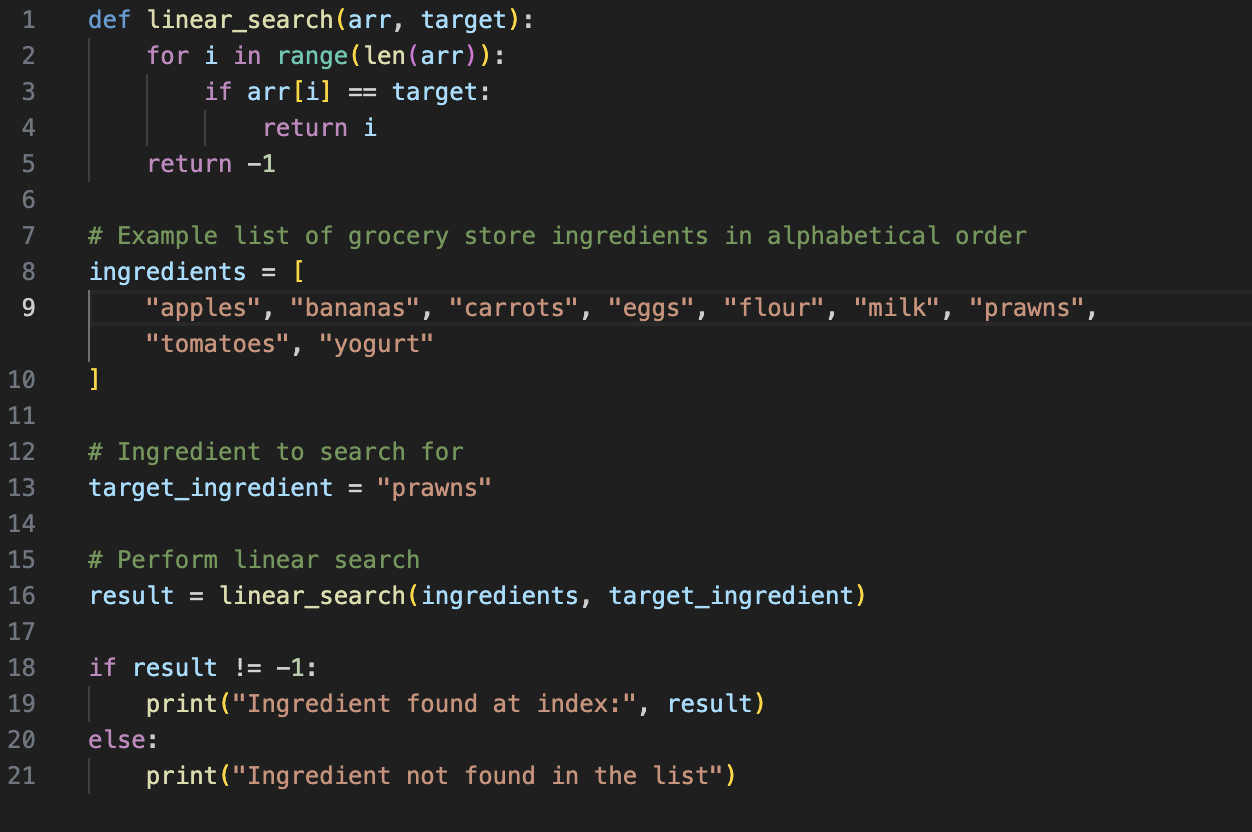 1 def linear_search(arr, target):
2     for i in range(len(arr)):
3         if arr[i] == target:
4             return i
5     return -1
6
7 # Example list of grocery store ingredients in alphabetical order
8 ingredients = [
9     "apples", "bananas", "carrots", "eggs", "flour", "milk", "prawns",
    "tomatoes", "yogurt"
10 ]
11
12 # Ingredient to search for
13 target_ingredient = "prawns"
14
15 # Perform linear search
16 result = linear_search(ingredients, target_ingredient)
17
18 if result != -1:
19     print("Ingredient found at index:", result)
20 else:
21     print("Ingredient not found in the list")